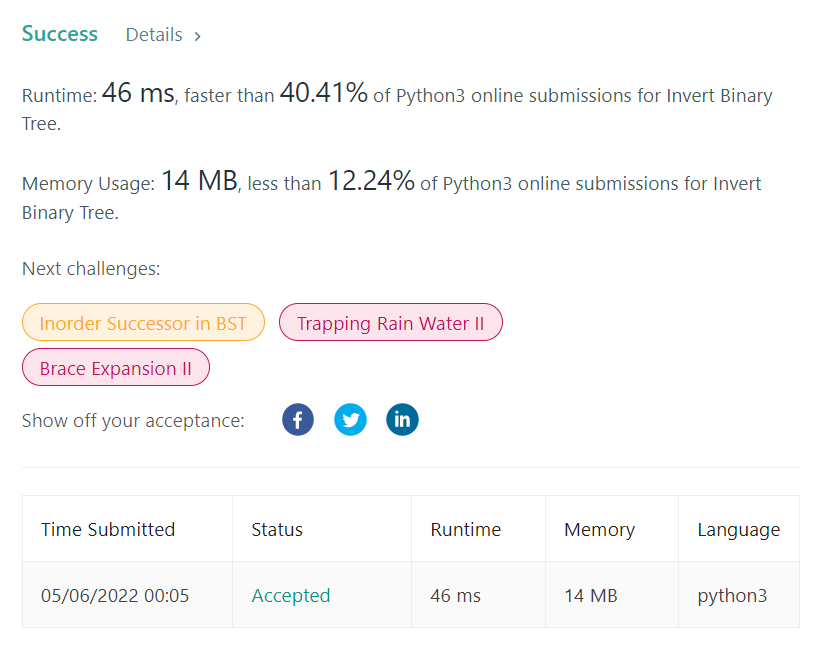 Success Details >
Runtime: 46 ms, faster than 40.41% of Python3 online submissions for Invert Binary
Tree.
Memory Usage: 14 MB, less than 12.24% of Python3 online submissions for Invert
Binary Tree.
Next challenges:
Inorder Successor in BST Trapping Rain Water II
Brace Expansion II
Show off your acceptance: f in
Time Submitted Status Runtime Memory Language
05/06/2022 00:05 Accepted 46 ms 14 MB python3